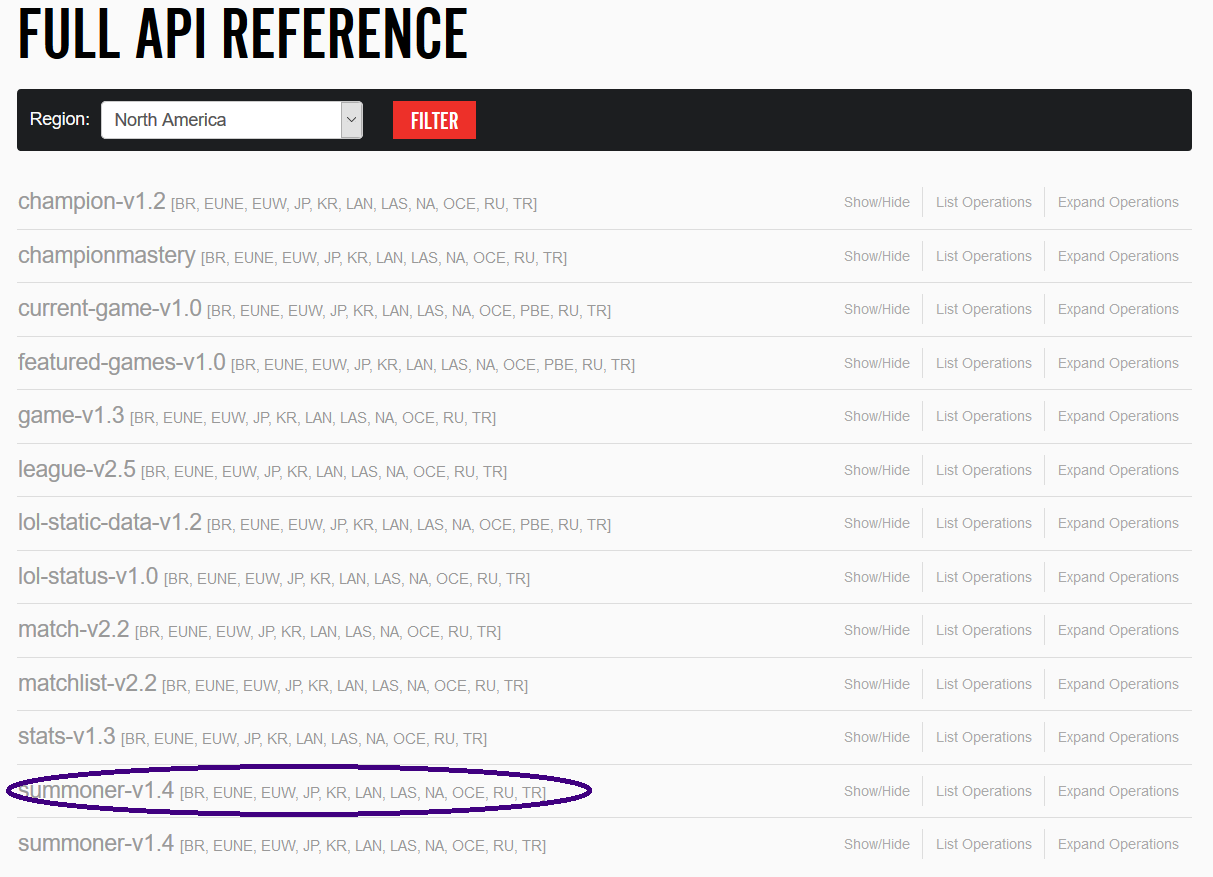 FULL API REFERENCE
Region: North America FILTER
champion-v1.2 [BR, EUNE, EUW, JP, KR, LAN, LAS, NA, OCE, RU, TR] Show/Hide List Operations Expand Operations
championmastery [BR, EUNE, EUW, JP, KR, LAN, LAS, NA, OCE, RU, TR] Show/Hide List Operations Expand Operations
current-game-v1.0 [BR, EUNE, EUW, JP, KR, LAN, LAS, NA, OCE, PBE, RU, TR] Show/Hide List Operations Expand Operations
featured-games-v1.0 [BR, EUNE, EUW, JP, KR, LAN, LAS, NA, OCE, PBE, RU, TR] Show/Hide List Operations Expand Operations
game-v1.3 [BR, EUNE, EUW, JP, KR, LAN, LAS, NA, OCE, RU, TR] Show/Hide List Operations Expand Operations
league-v2.5 [BR, EUNE, EUW, JP, KR, LAN, LAS, NA, OCE, RU, TR] Show/Hide List Operations Expand Operations
lol-static-data-v1.2 [BR, EUNE, EUW, JP, KR, LAN, LAS, NA, OCE, PBE, RU, TR] Show/Hide List Operations Expand Operations
lol-status-v1.0 [BR, EUNE, EUW, JP, KR, LAN, LAS, NA, OCE, RU, TR] Show/Hide List Operations Expand Operations
match-v2.2 [BR, EUNE, EUW, JP, KR, LAN, LAS, NA, OCE, RU, TR] Show/Hide List Operations Expand Operations
matchlist-v2.2 [BR, EUNE, EUW, JP, KR, LAN, LAS, NA, OCE, RU, TR] Show/Hide List Operations Expand Operations
stats-v1.3 [BR, EUNE, EUW, JP, KR, LAN, LAS, NA, OCE, RU, TR] Show/Hide List Operations Expand Operations
summoner-v1.4 [BR, EUNE, EUW, JP, KR, LAN, LAS, NA, OCE, RU, TR] Show/Hide List Operations Expand Operations
summoner-v1.4 [BR, EUNE, EUW, JP, KR, LAN, LAS, NA, OCE, RU, TR] Show/Hide List Operations Expand Operations